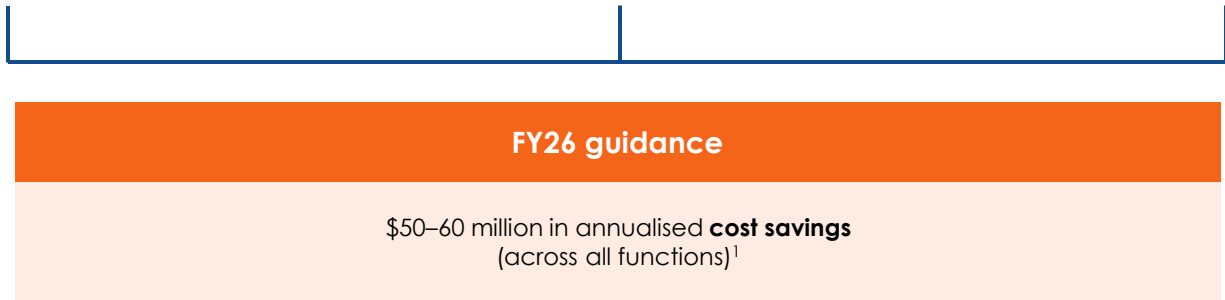 FY26 guidance
$50–60 million in annualised cost savings
(across all functions)¹